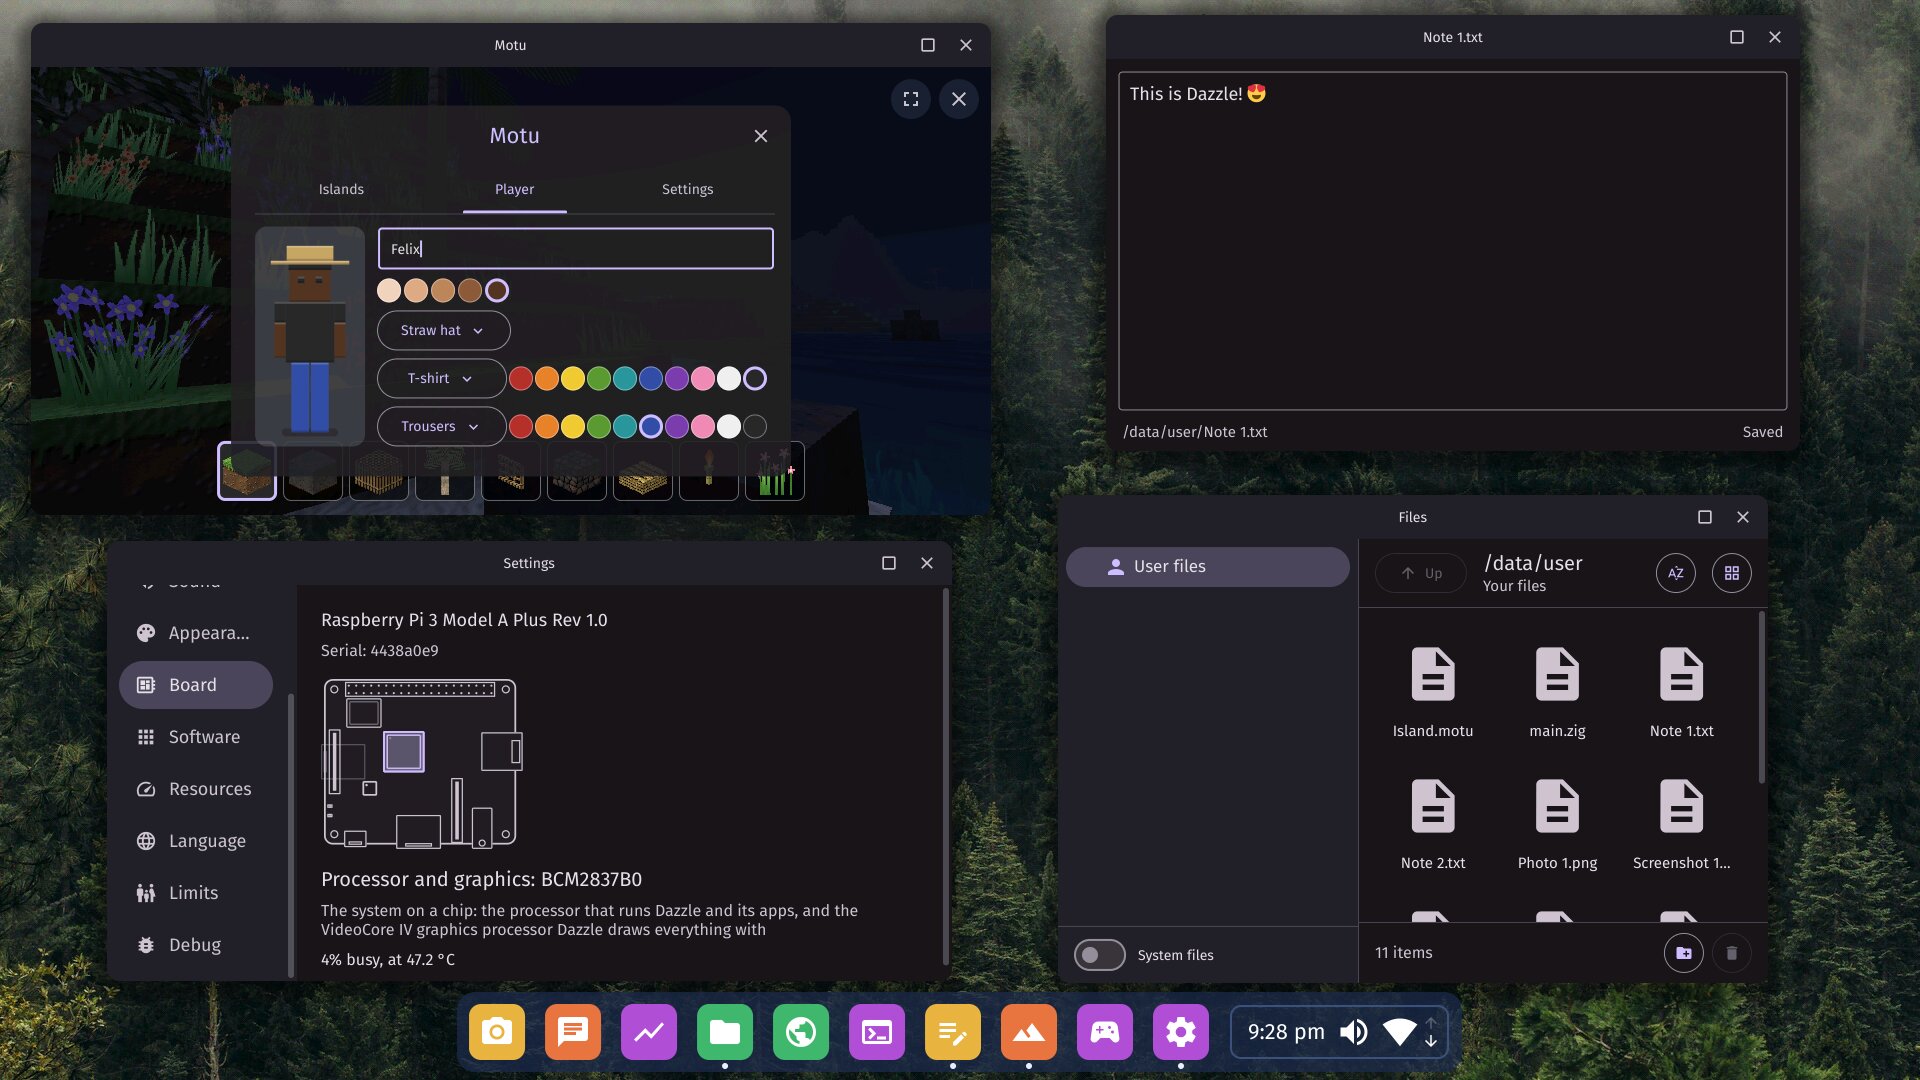 Motu
Motu
Islands
Player
Settings
Felix
Straw hat
T-shirt
Trousers
Note 1.txt
This is Dazzle! 😍
/data/user/Note 1.txt
Saved
Settings
Appeara...
Board
Software
Resources
Language
Limits
Debug
Raspberry Pi 3 Model A Plus Rev 1.0
Serial: 4438a0e9
Processor and graphics: BCM2837B0
The system on a chip: the processor that runs Dazzle and its apps, and the
VideoCore IV graphics processor Dazzle draws everything with
4% busy, at 47.2 °C
Files
User files
System files
Up
/data/user
Your files
AZ
Island.motu
main.zig
Note 1.txt
Note 2.txt
Photo 1.png
Screenshot 1...
11 items
9:28 pm